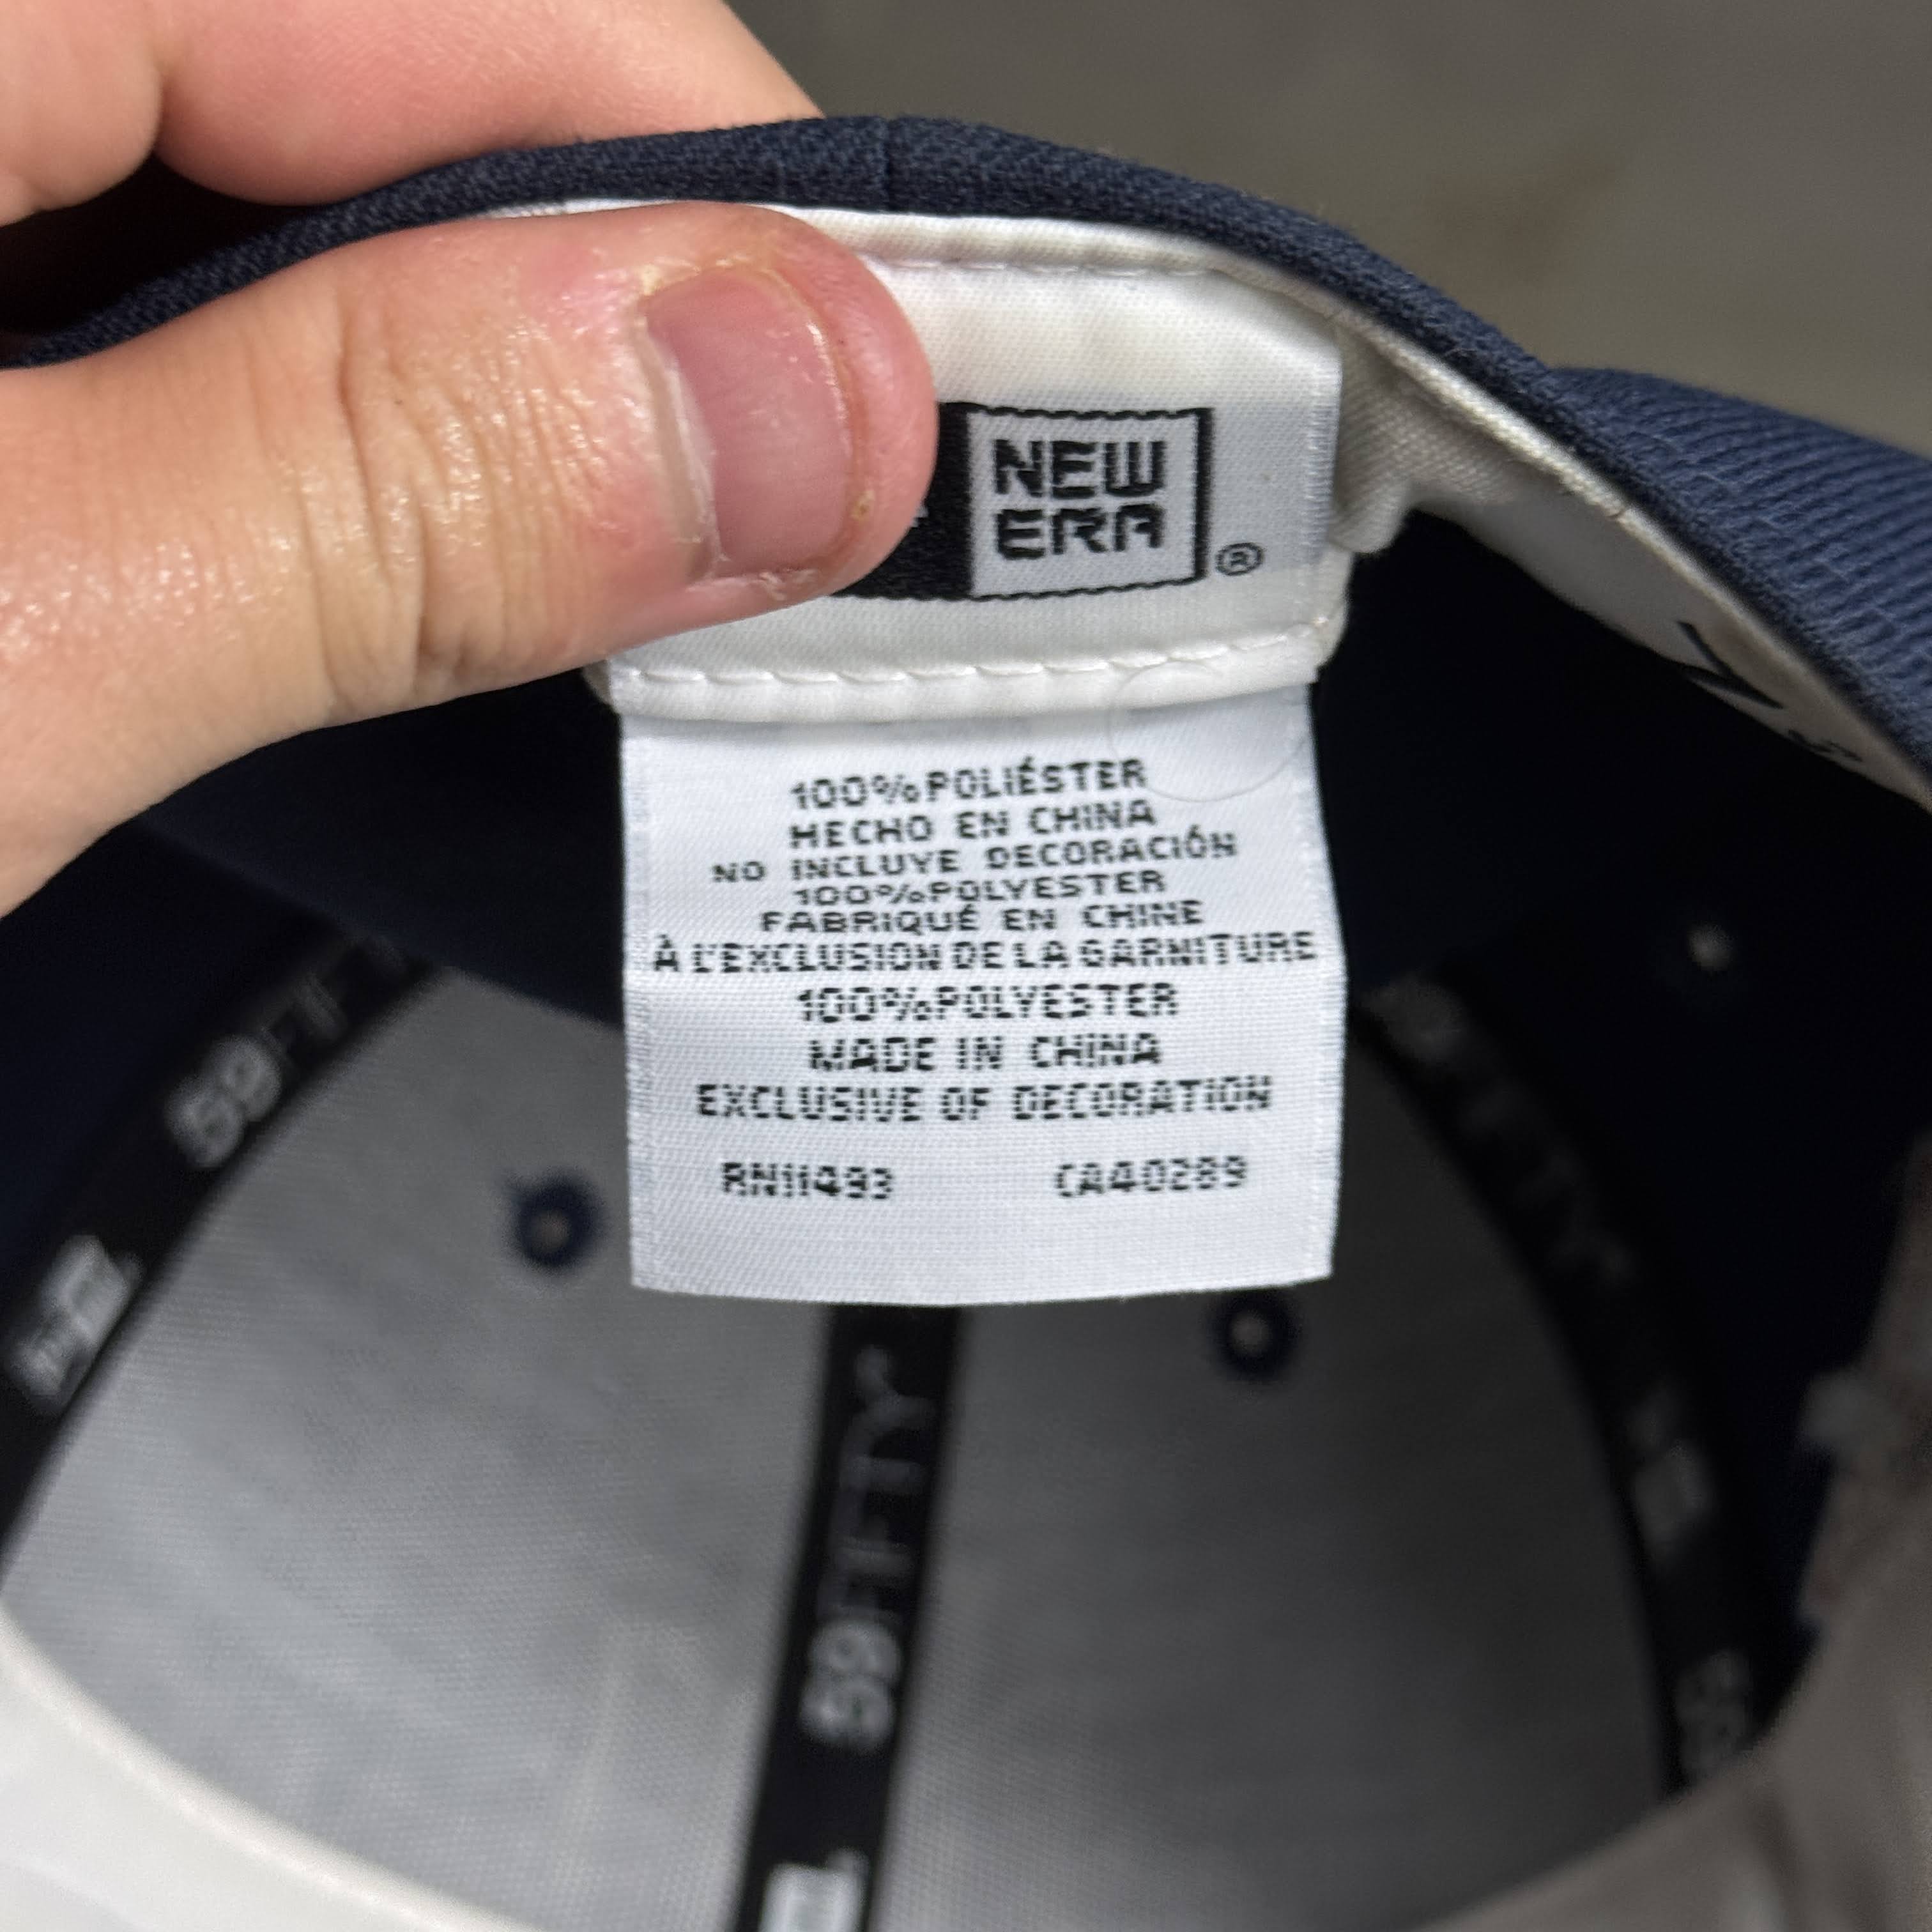 NEW
ERA
®
100%POLIÉSTER
HECHO EN CHINA
NO INCLUYE DECORACIÓN
100%POLYESTER
FABRIQUÉ EN CHINE
À L'EXCLUSION DE LA GARNITURE
100%POLYESTER
MADE IN CHINA
EXCLUSIVE OF DECORATION
RN11493 CA40289
59FIFTY